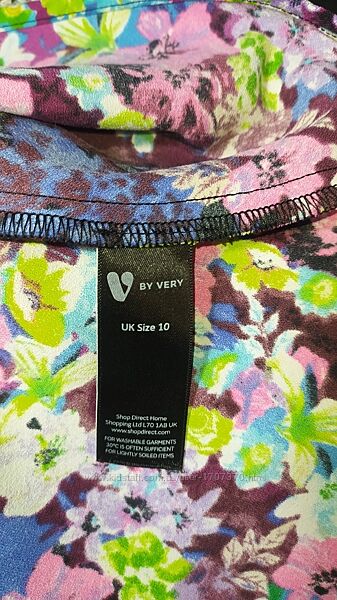 V BY VERY
UK Size 10
Shop Direct Home
Shopping Ltd L70 1AB UK
www.shopdirect.com
FOR WASHABLE GARMENTS
30°C IS OFTEN SUFFICIENT
FOR LIGHTLY SOILED ITEMS